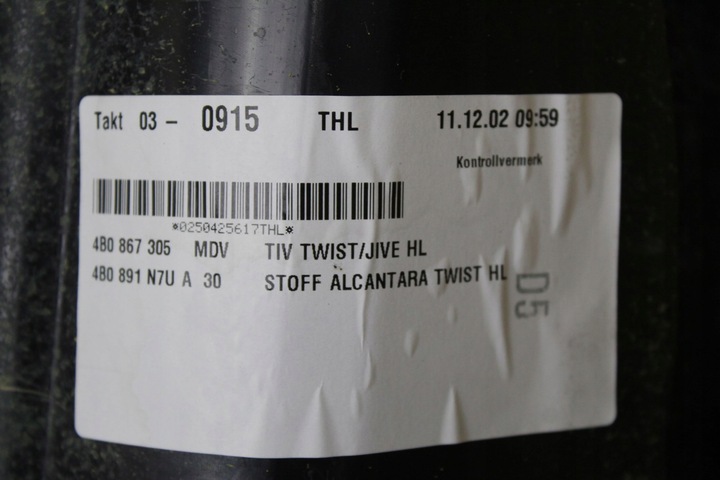 Takt 03 - 0915 THL 11.12.02 09:59
Kontrollvermerk
*0250425617THL*
4B0 867 305 MDV TIV TWIST/JIVE HL
4B0 891 N7U A 30 STOFF ALCANTARA TWIST HL
D5